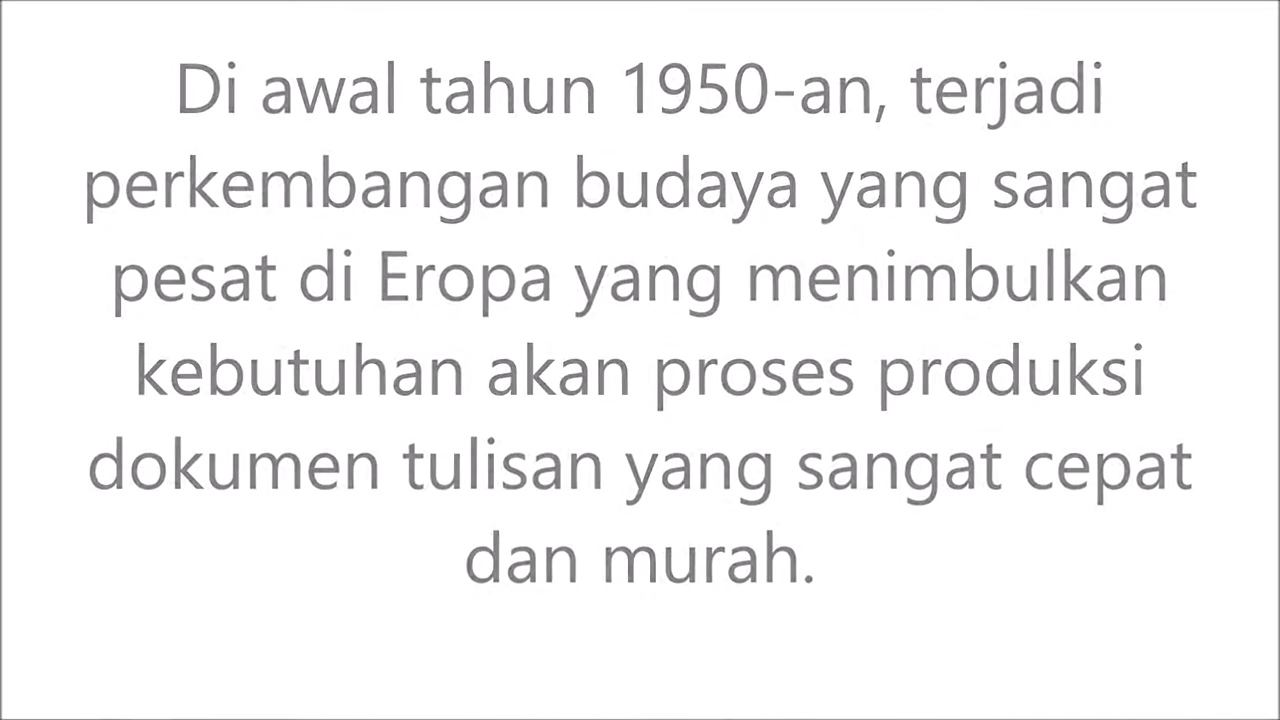 Di awal tahun 1950-an, terjadi
perkembangan budaya yang sangat
pesat di Eropa yang menimbulkan
kebutuhan akan proses produksi
dokumen tulisan yang sangat cepat
dan murah.